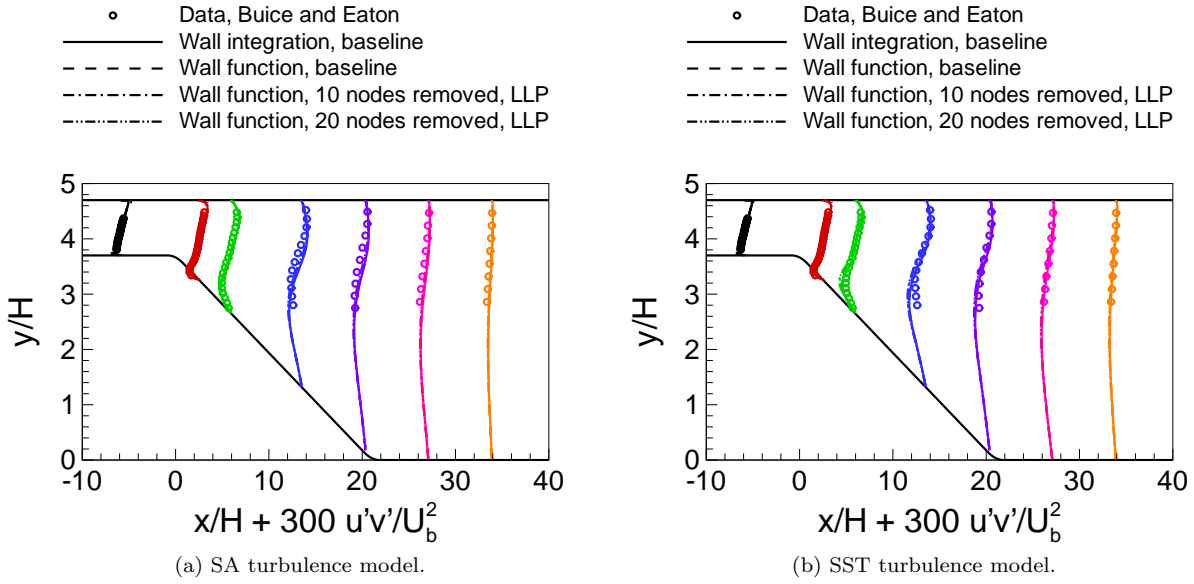 Data, Buice and Eaton
Wall integration, baseline
Wall function, baseline
Wall function, 10 nodes removed, LLP
Wall function, 20 nodes removed, LLP
y/H
5
4
3
2
1
0
-10 0 10 20 30 40
x/H + 300 u'v'/U_b^2
(a) SA turbulence model.
Data, Buice and Eaton
Wall integration, baseline
Wall function, baseline
Wall function, 10 nodes removed, LLP
Wall function, 20 nodes removed, LLP
y/H
5
4
3
2
1
0
-10 0 10 20 30 40
x/H + 300 u'v'/U_b^2
(b) SST turbulence model.